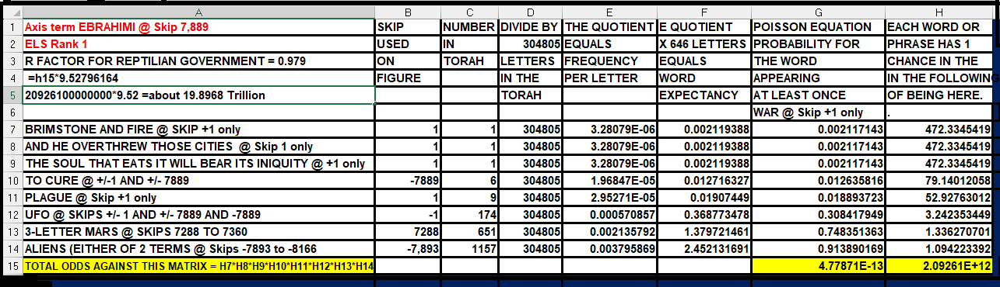 A B C D E F G H
1 Axis term EBRAHIMI @ Skip 7,889 SKIP NUMBER DIVIDE BY THE QUOTIENT E QUOTIENT POISSON EQUATION EACH WORD OR
2 ELS Rank 1 USED IN 304805 EQUALS X 646 LETTERS PROBABILITY FOR PHRASE HAS 1
3 R FACTOR FOR REPTILIAN GOVERNMENT = 0.979 ON TORAH LETTERS FREQUENCY EQUALS THE WORD CHANCE IN THE
4 =h15*9.52796164 FIGURE IN THE PER LETTER WORD APPEARING IN THE FOLLOWING
5 20926100000000*9.52 =about 19.8968 Trillion TORAH EXPECTANCY AT LEAST ONCE OF BEING HERE.
6 WAR @ Skip +1 only .
7 BRIMSTONE AND FIRE @ SKIP +1 only 1 1 304805 3.28079E-06 0.002119388 0.002117143 472.3345419
8 AND HE OVERTHREW THOSE CITIES @ Skip 1 only 1 1 304805 3.28079E-06 0.002119388 0.002117143 472.3345419
9 THE SOUL THAT EATS IT WILL BEAR ITS INIQUITY @ +1 only 1 1 304805 3.28079E-06 0.002119388 0.002117143 472.3345419
10 TO CURE @ +/-1 AND +/- 7889 -7889 6 304805 1.96847E-05 0.012716327 0.012635816 79.14012058
11 PLAGUE @ Skip +1 only 1 9 304805 2.95271E-05 0.01907449 0.018893723 52.92763012
12 UFO @ SKIPS +/- 1 AND +/- 7889 AND -7889 -1 174 304805 0.000570857 0.368773478 0.308417949 3.242353449
13 3-LETTER MARS @ SKIPS 7288 TO 7360 7288 651 304805 0.002135792 1.379721461 0.748351363 1.336270701
14 ALIENS (EITHER OF 2 TERMS @ Skips -7893 to -8166 -7,893 1157 304805 0.003795869 2.452131691 0.913890169 1.094223392
15 TOTAL ODDS AGAINST THIS MATRIX = H7*H8*H9*H10*H11*H12*H13*H14 4.77871E-13 2.09261E+12